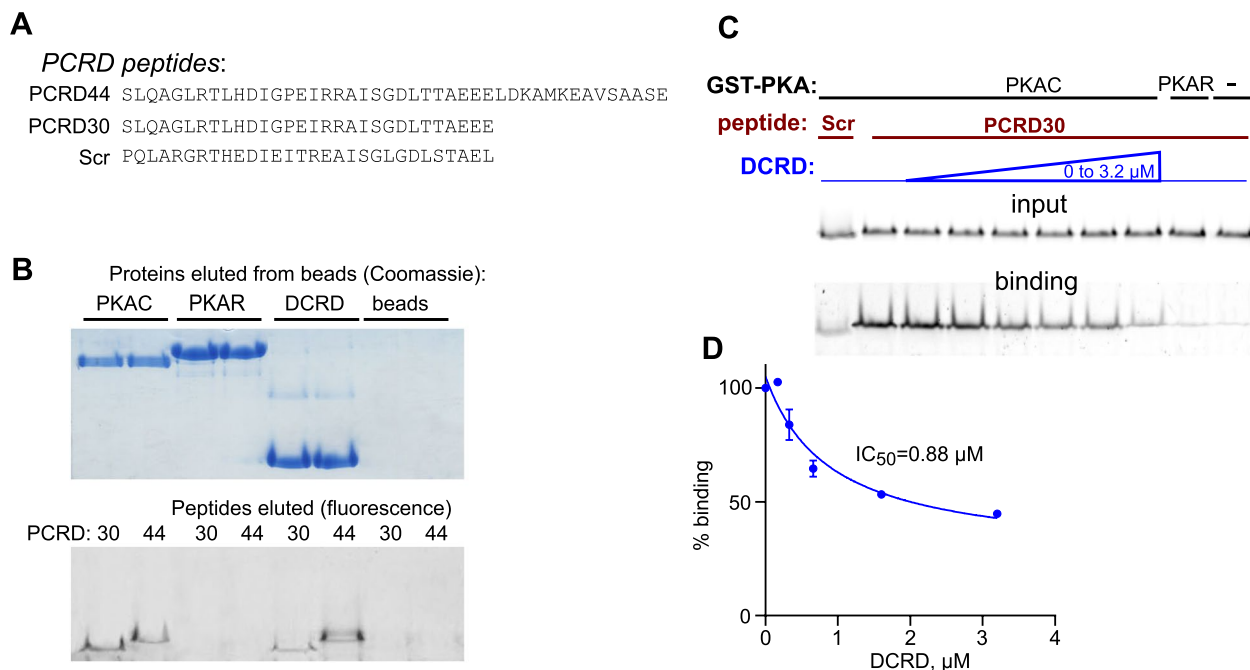 A
PCRD peptides:
PCRD44 SLQAGLRTLHDIGPEIRRAISGDLTTAEEELDKAMKEAVSAASE
PCRD30 SLQAGLRTLHDIGPEIRRAISGDLTTAEEE
Scr PQLARGRTHEDIEITREAISGLGDLSTAEL
B
Proteins eluted from beads (Coomassie):
PKAC PKAR DCRD beads
Peptides eluted (fluorescence)
PCRD: 30 44 30 44 30 44 30 44
C
GST-PKA: PKAC PKAR -
peptide: Scr PCRD30
DCRD: 0 to 3.2 µM
input
binding
D
% binding
100
50
0
IC50=0.88 µM
0 1 2 3 4
DCRD, µM